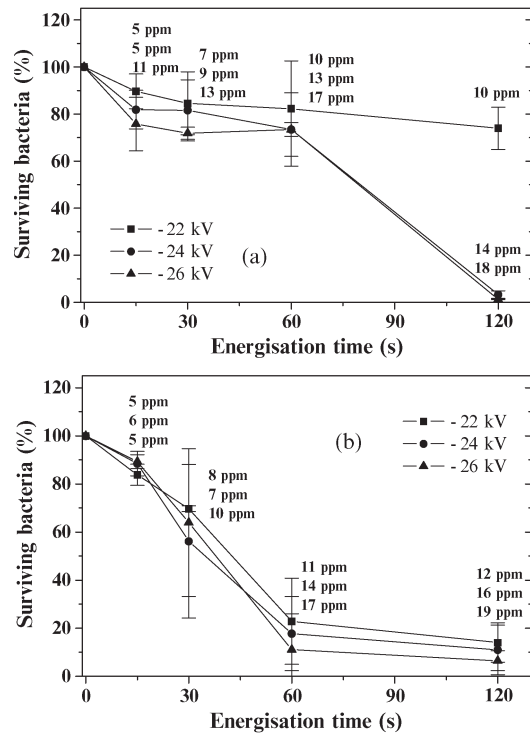 120
5 ppm
5 ppm
11 ppm
7 ppm
9 ppm
13 ppm
10 ppm
13 ppm
17 ppm
10 ppm
100
80
60
40
20
0
Surviving bacteria (%)
- 22 kV
- 24 kV
- 26 kV
(a)
14 ppm
18 ppm
0 30 60 90 120
Energisation time (s)
120
5 ppm
6 ppm
5 ppm
8 ppm
7 ppm
10 ppm
(b)
- 22 kV
- 24 kV
- 26 kV
100
80
60
40
20
0
Surviving bacteria (%)
11 ppm
14 ppm
17 ppm
12 ppm
16 ppm
19 ppm
0 30 60 90 120
Energisation time (s)